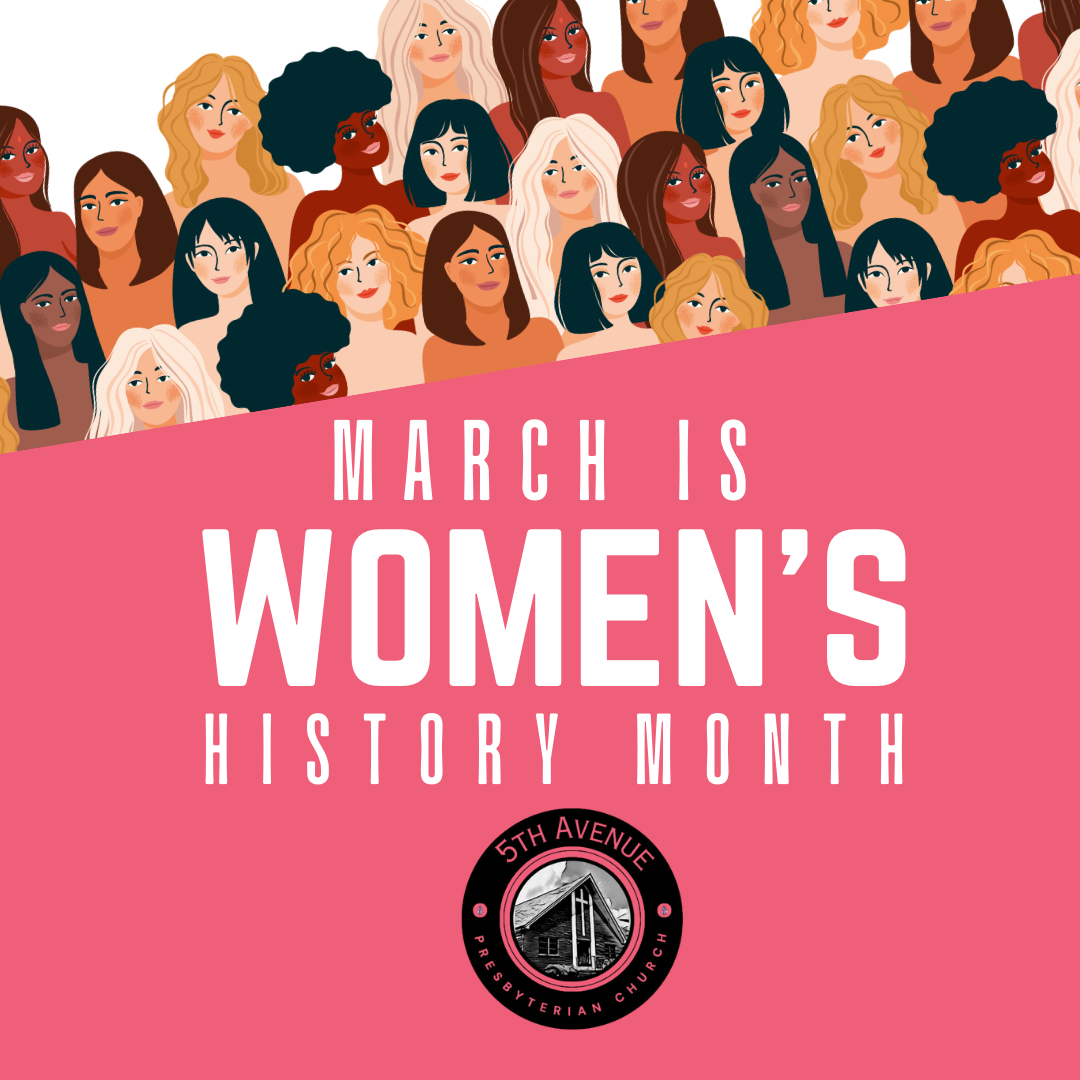 MARCH IS
WOMEN'S
HISTORY MONTH
5TH AVENUE
PRESBYTERIAN CHURCH